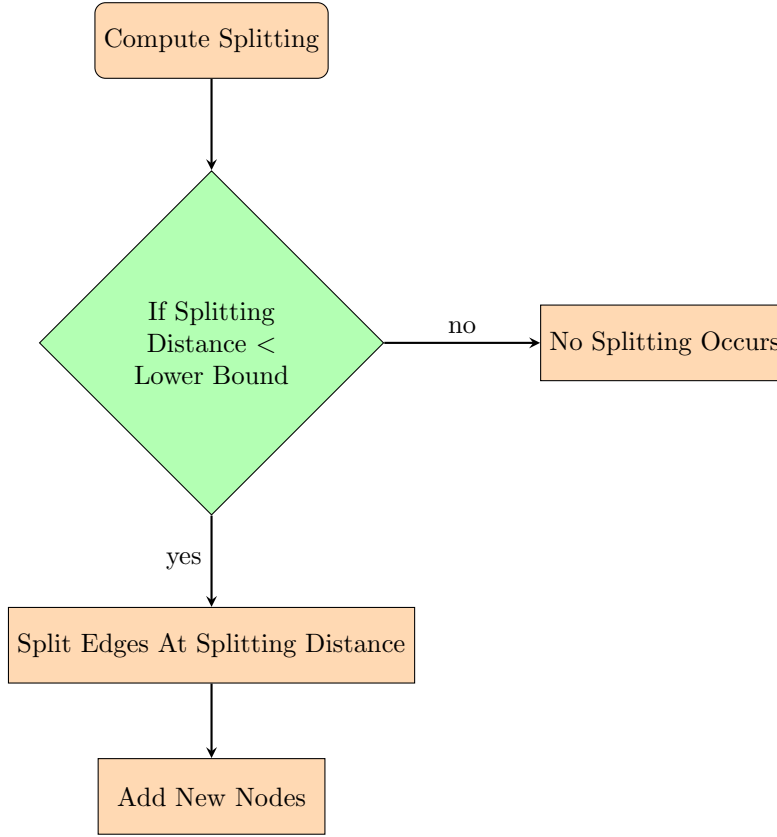 Compute Splitting
If Splitting
Distance <
Lower Bound
no
No Splitting Occurs
yes
Split Edges At Splitting Distance
Add New Nodes